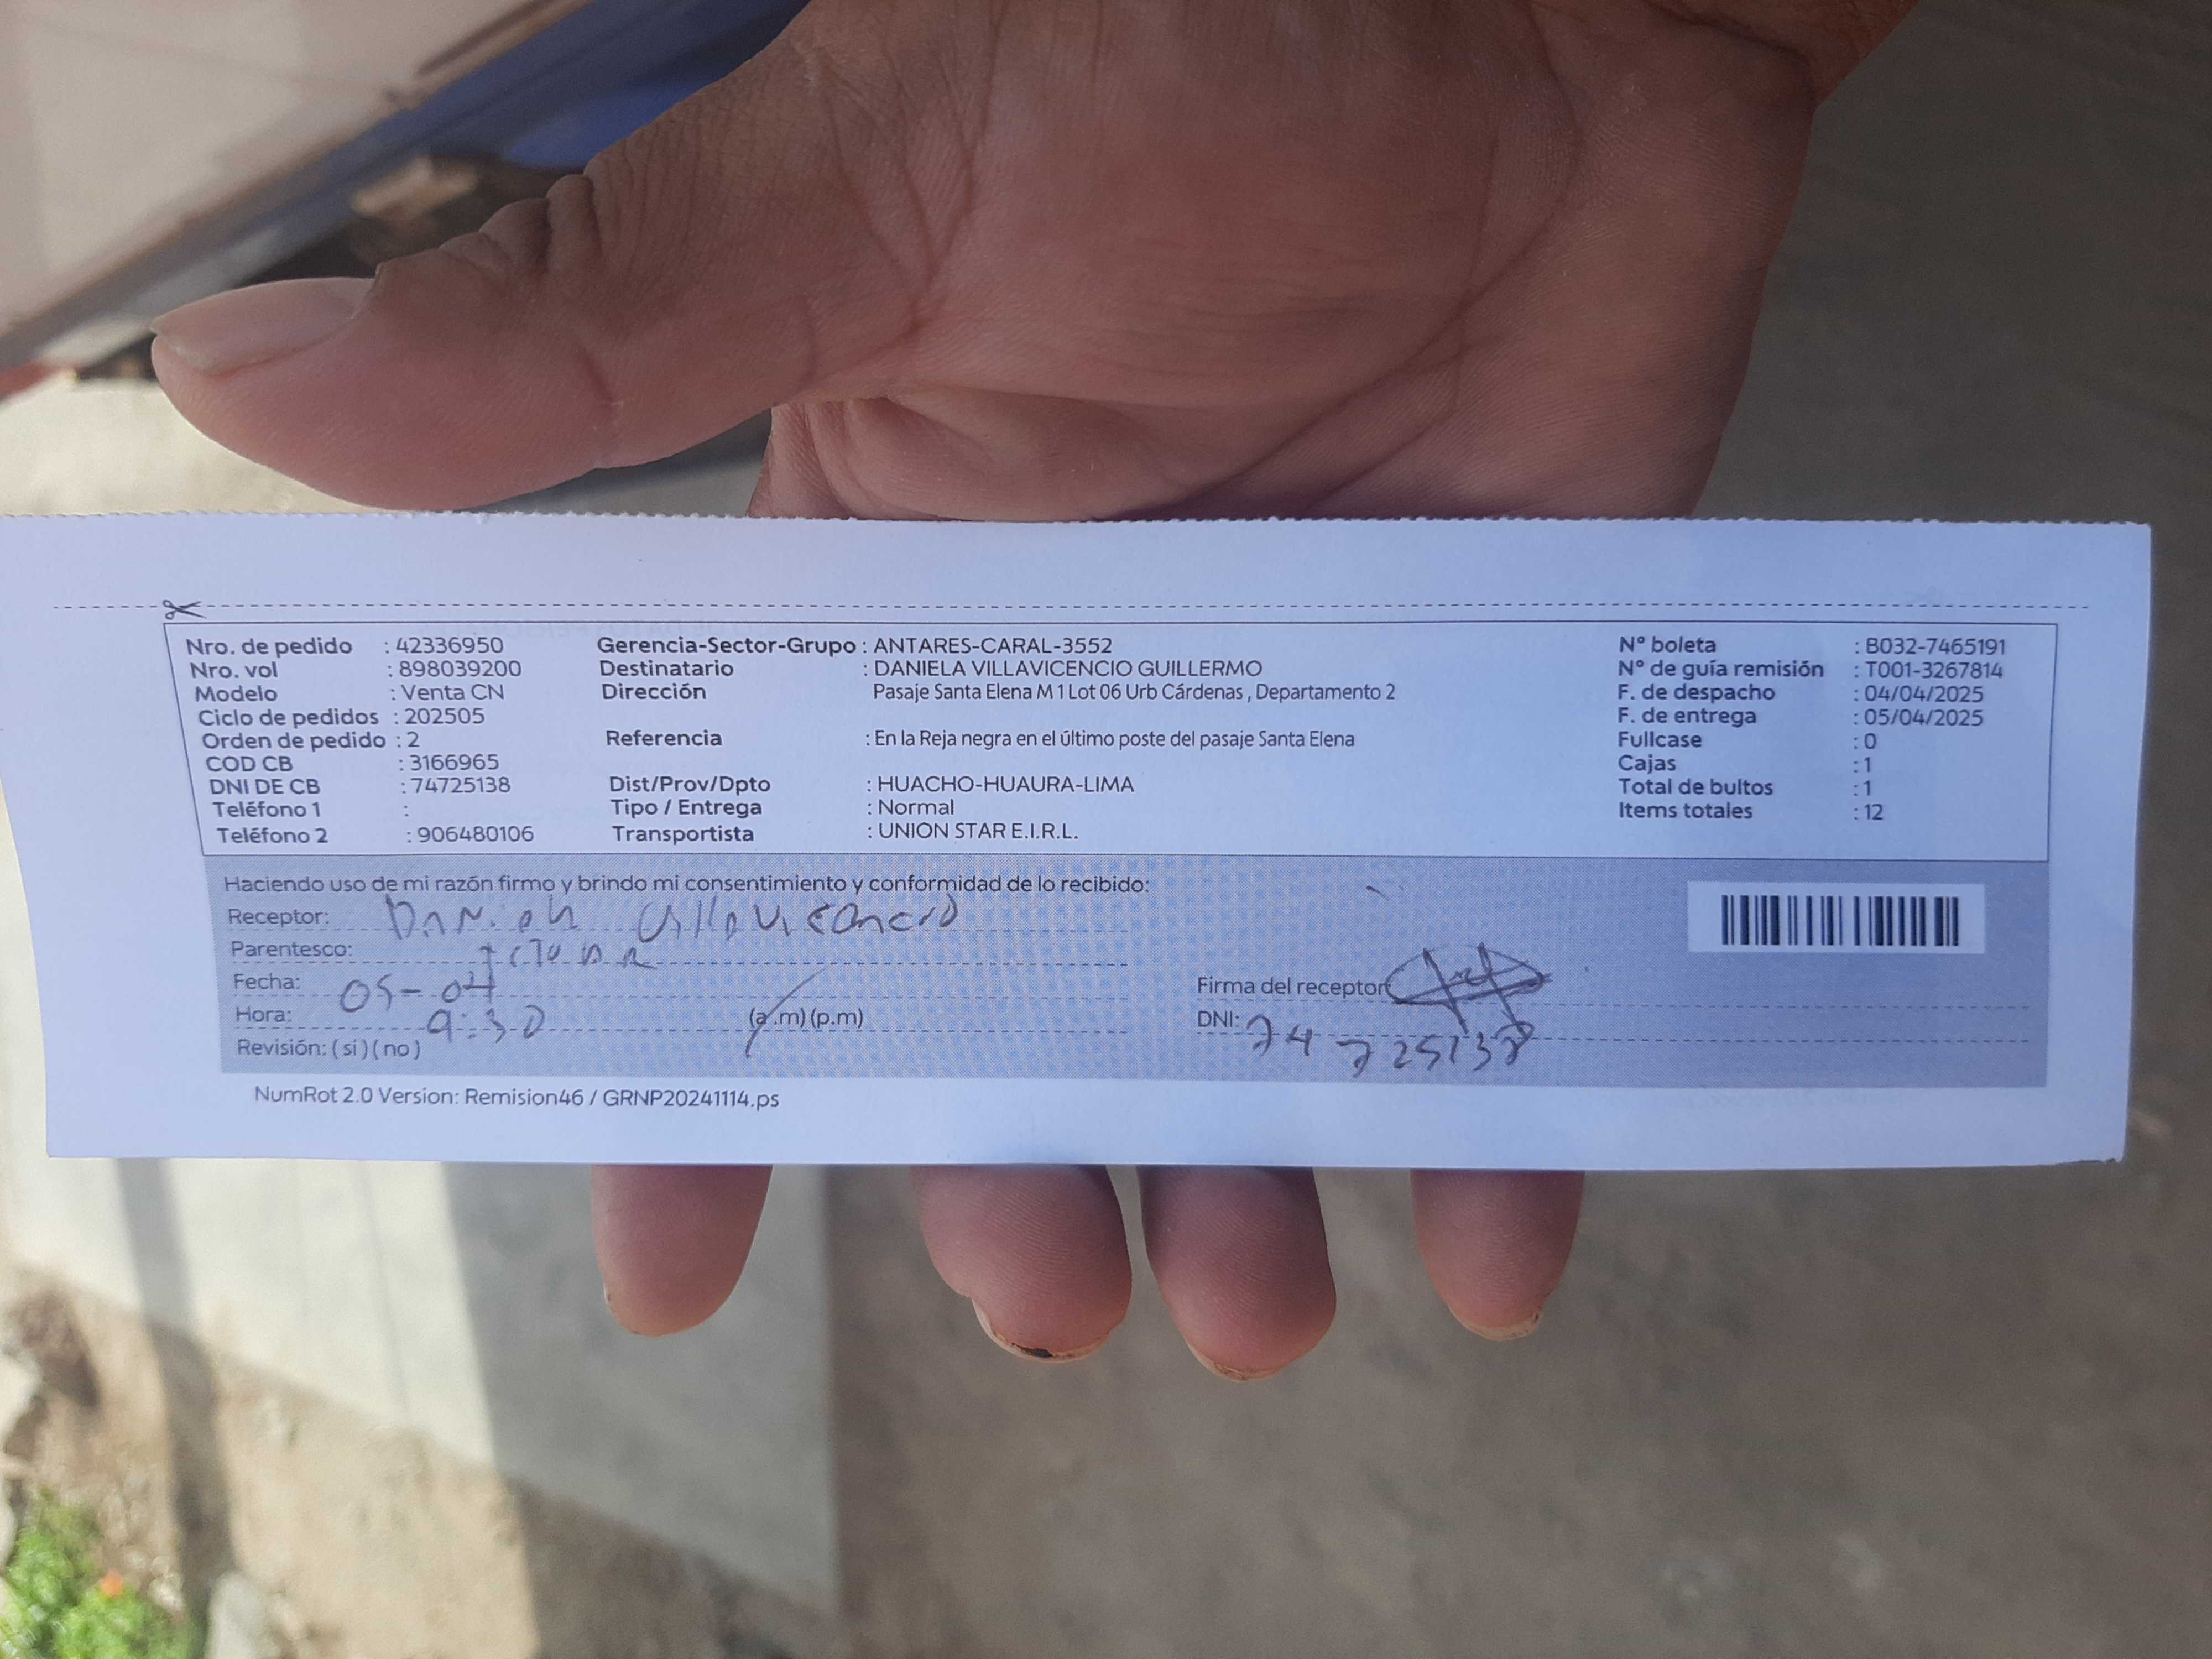 Nro. de pedido : 42336950
Nro. vol : 898039200
Modelo : Venta CN
Ciclo de pedidos : 202505
Orden de pedido : 2
COD CB : 3166965
DNI DE CB : 74725138
Teléfono 1 :
Teléfono 2 : 906480106
Gerencia-Sector-Grupo : ANTARES-CARAL-3552
Destinatario : DANIELA VILLAVICENCIO GUILLERMO
Dirección Pasaje Santa Elena M 1 Lot 06 Urb Cárdenas , Departamento 2
Referencia : En la Reja negra en el último poste del pasaje Santa Elena
Dist/Prov/Dpto : HUACHO-HUAURA-LIMA
Tipo / Entrega : Normal
Transportista : UNION STAR E.I.R.L.
N° boleta : B032-7465191
N° de guía remisión : T001-3267814
F. de despacho : 04/04/2025
F. de entrega : 05/04/2025
Fullcase : 0
Cajas : 1
Total de bultos : 1
Items totales : 12
Haciendo uso de mi razón firmo y brindo mi consentimiento y conformidad de lo recibido:
Receptor: Villavicencio
Parentesco:
Fecha: 05-04
Hora: 9:30 (a.m) (p.m)
Revisión: ( si ) ( no )
Firma del receptor
DNI: 74725138
NumRot 2.0 Version: Remision46 / GRNP20241114.ps